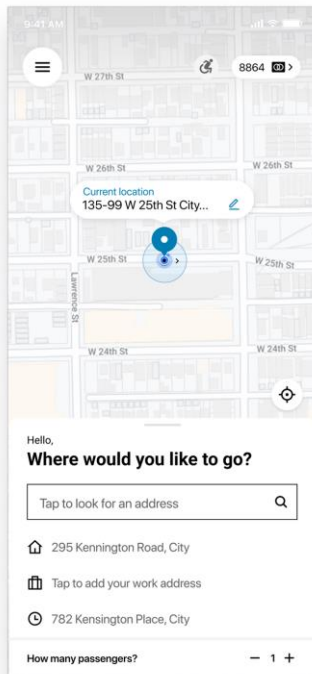 9:41 AM
8864
W 27th St
W 26th St
W 26th St
Current location
135-99 W 25th St City...
W 25th St
W 25th St
Lawrence St
W 24th St
W 24th St
Hello,
Where would you like to go?
Tap to look for an address
295 Kennington Road, City
Tap to add your work address
782 Kensington Place, City
How many passengers?
1